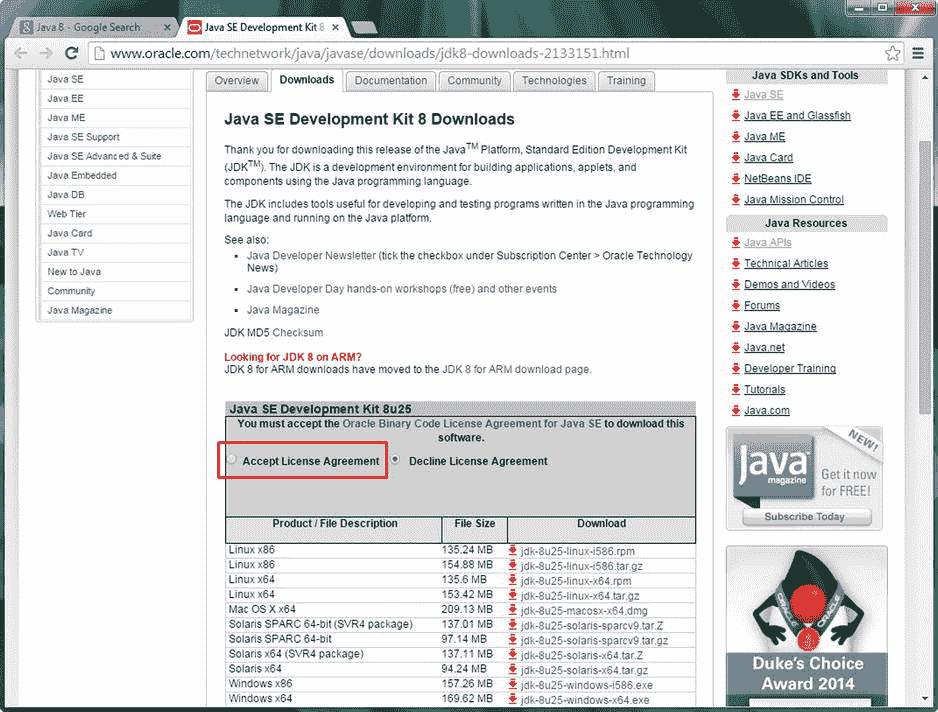 Java 8 - Google Search
Java SE Development Kit 8
www.oracle.com/technetwork/java/javase/downloads/jdk8-downloads-2133151.html
Java SE
Java EE
Java ME
Java SE Support
Java SE Advanced & Suite
Java Embedded
Java DB
Web Tier
Java Card
Java TV
New to Java
Community
Java Magazine
Overview
Downloads
Documentation
Community
Technologies
Training
Java SE Development Kit 8 Downloads
Thank you for downloading this release of the Java™ Platform, Standard Edition Development Kit
(JDK™). The JDK is a development environment for building applications, applets, and
components using the Java programming language.
The JDK includes tools useful for developing and testing programs written in the Java programming
language and running on the Java platform.
See also:
• Java Developer Newsletter (tick the checkbox under Subscription Center > Oracle Technology
News)
• Java Developer Day hands-on workshops (free) and other events
• Java Magazine
JDK MD5 Checksum
Looking for JDK 8 on ARM?
JDK 8 for ARM downloads have moved to the JDK 8 for ARM download page.
Java SE Development Kit 8u25
You must accept the Oracle Binary Code License Agreement for Java SE to download this
software.
Accept License Agreement Decline License Agreement
Product / File Description File Size Download
Linux x86 135.24 MB jdk-8u25-linux-i586.rpm
Linux x86 154.88 MB jdk-8u25-linux-i586.tar.gz
Linux x64 135.6 MB jdk-8u25-linux-x64.rpm
Linux x64 153.42 MB jdk-8u25-linux-x64.tar.gz
Mac OS X x64 209.13 MB jdk-8u25-macosx-x64.dmg
Solaris SPARC 64-bit (SVR4 package) 137.01 MB jdk-8u25-solaris-sparcv9.tar.Z
Solaris SPARC 64-bit 97.14 MB jdk-8u25-solaris-sparcv9.tar.gz
Solaris x64 (SVR4 package) 137.11 MB jdk-8u25-solaris-x64.tar.Z
Solaris x64 94.24 MB jdk-8u25-solaris-x64.tar.gz
Windows x86 157.26 MB jdk-8u25-windows-i586.exe
Windows x64 169.62 MB jdk-8u25-windows-x64.exe
Java SDKs and Tools
Java SE
Java EE and Glassfish
Java ME
Java Card
NetBeans IDE
Java Mission Control
Java Resources
Java APIs
Technical Articles
Demos and Videos
Forums
Java Magazine
Java.net
Developer Training
Tutorials
Java.com
NEW!
Java
magazine
Get it now
for FREE!
Subscribe Today
ORACLE
ORACLE
Duke's Choice
Award 2014